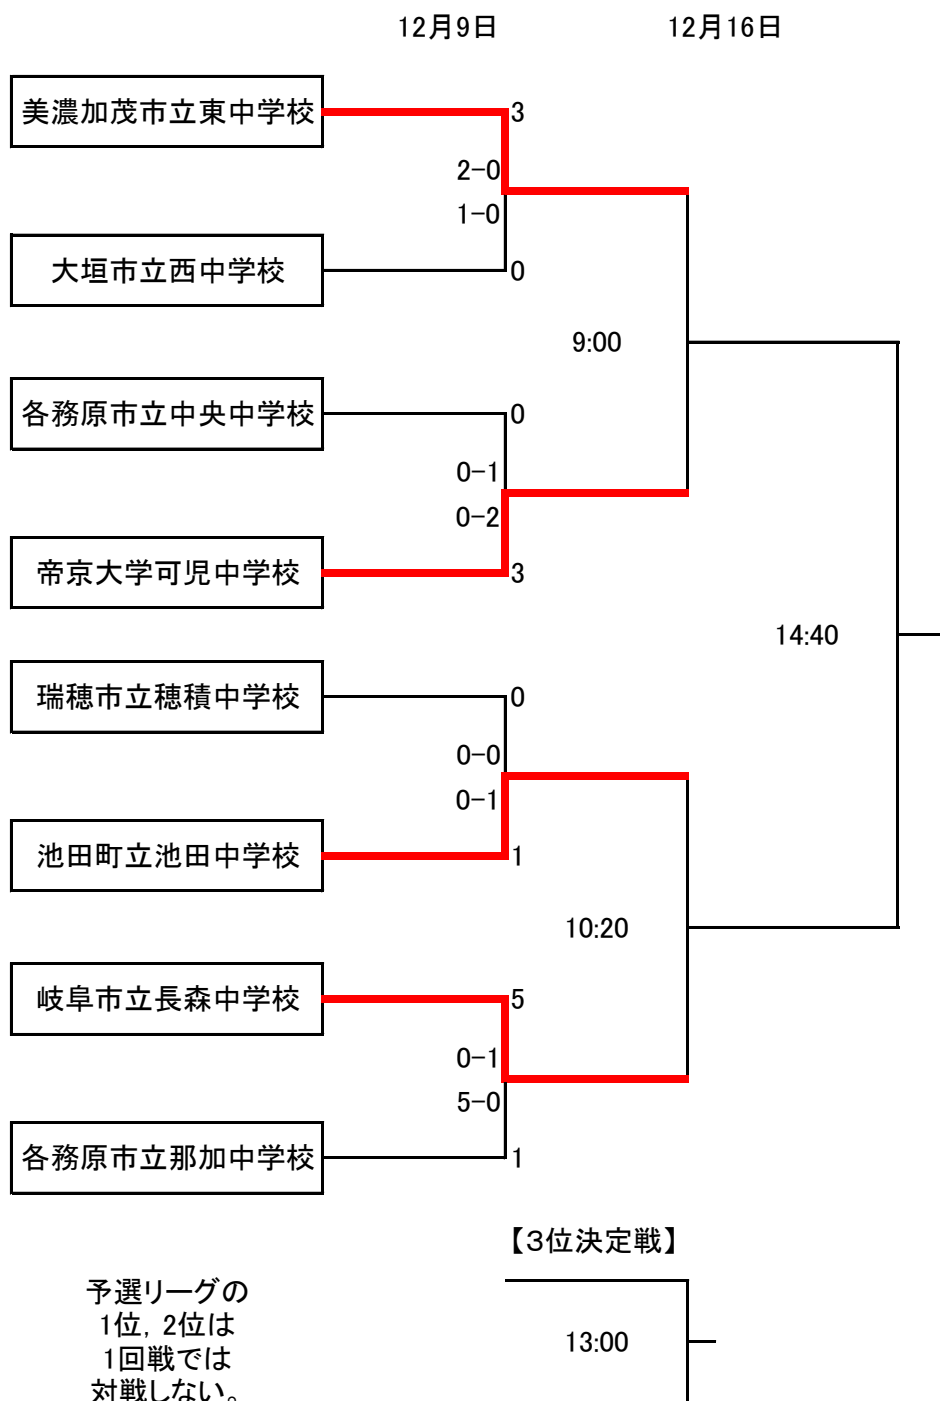 12月9日
12月16日
美濃加茂市立東中学校
3
2-0
1-0
大垣市立西中学校
0
9:00
各務原市立中央中学校
0
0-1
0-2
帝京大学可児中学校
3
14:40
瑞穂市立穂積中学校
0
0-0
0-1
池田町立池田中学校
1
10:20
岐阜市立長森中学校
5
0-1
5-0
各務原市立那加中学校
1
【3位決定戦】
13:00
予選リーグの
1位，2位は
1回戦では
対戦しない。